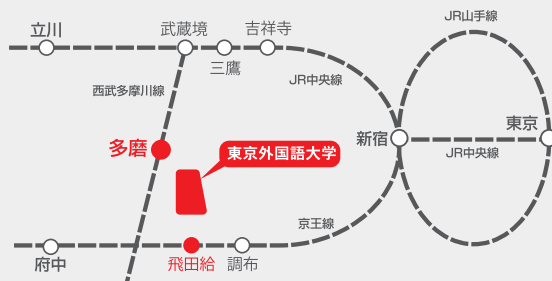 JR山手線
立川
武蔵境
吉祥寺
三鷹
JR中央線
西武多摩川線
東京
新宿
多磨
東京外国語大学
JR中央線
京王線
府中
飛田給
調布